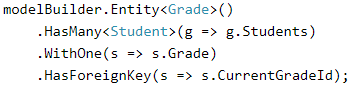 modelBuilder.Entity<Grade>()
.HasMany<Student>(g => g.Students)
.WithOne(s => s.Grade)
.HasForeignKey(s => s.CurrentGradeId);